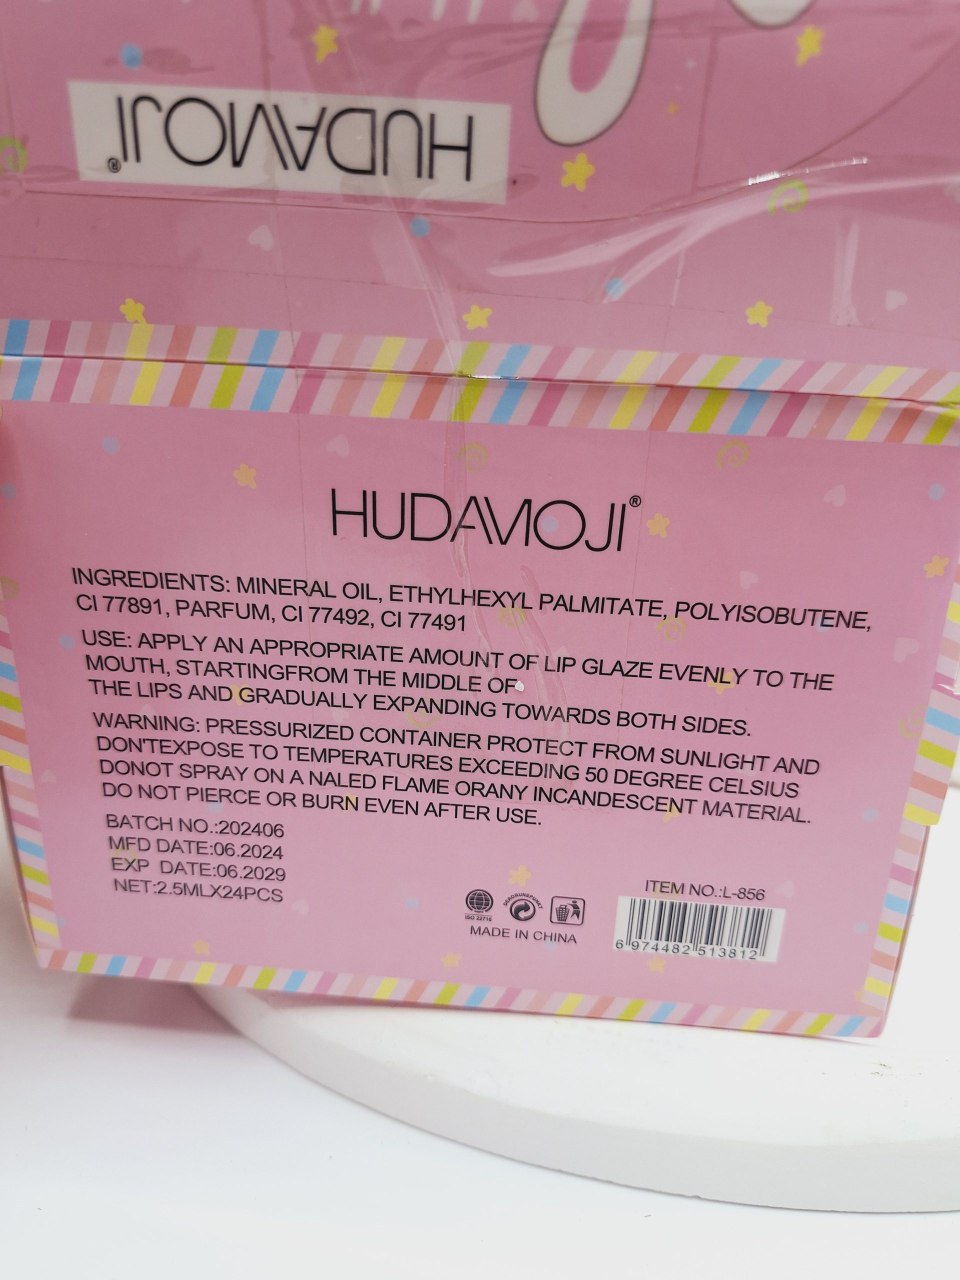 HUDAMOJI®
HUDAMOJI®
INGREDIENTS: MINERAL OIL, ETHYLHEXYL PALMITATE, POLYISOBUTENE,
CI 77891, PARFUM, CI 77492, CI 77491
USE: APPLY AN APPROPRIATE AMOUNT OF LIP GLAZE EVENLY TO THE
MOUTH, STARTINGFROM THE MIDDLE OF
THE LIPS AND GRADUALLY EXPANDING TOWARDS BOTH SIDES.
WARNING: PRESSURIZED CONTAINER PROTECT FROM SUNLIGHT AND
DON'TEXPOSE TO TEMPERATURES EXCEEDING 50 DEGREE CELSIUS
DONOT SPRAY ON A NALED FLAME ORANY INCANDESCENT MATERIAL.
DO NOT PIERCE OR BURN EVEN AFTER USE.
BATCH NO.:202406
MFD DATE:06.2024
EXP DATE:06.2029
NET:2.5MLX24PCS
ISO 22716
MADE IN CHINA
ITEM NO.:L-856
6 974482 513812